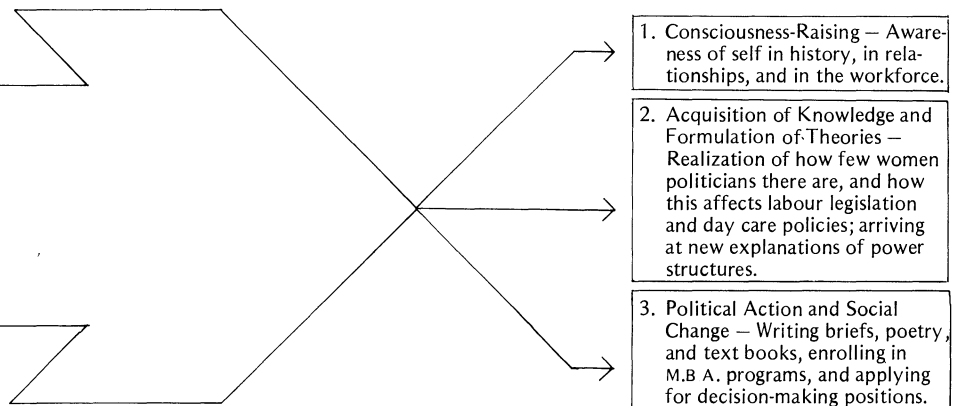 1. Consciousness-Raising — Aware-
ness of self in history, in rela-
tionships, and in the workforce.
2. Acquisition of Knowledge and
Formulation of Theories —
Realization of how few women
politicians there are, and how
this affects labour legislation
and day care policies; arriving
at new explanations of power
structures.
3. Political Action and Social
Change — Writing briefs, poetry,
and text books, enrolling in
M.B A. programs, and applying
for decision-making positions.